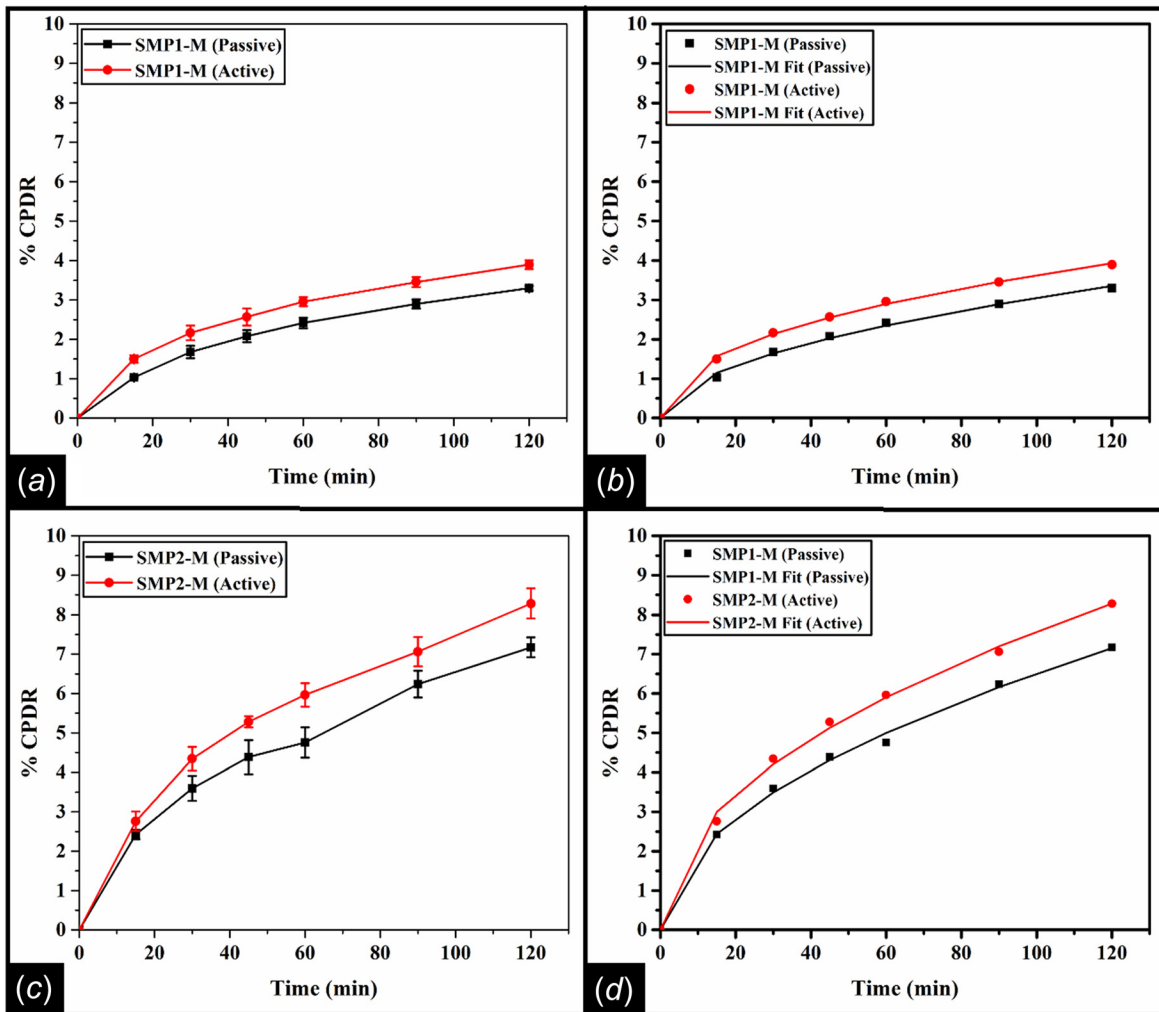 10
9
8
7
6
5
4
3
2
1
0
% CPDR
SMP1-M (Passive)
SMP1-M (Active)
0 20 40 60 80 100 120
Time (min)
(a)
10
9
8
7
6
5
4
3
2
1
0
% CPDR
SMP1-M (Passive)
SMP1-M Fit (Passive)
SMP1-M (Active)
SMP1-M Fit (Active)
0 20 40 60 80 100 120
Time (min)
(b)
10
9
8
7
6
5
4
3
2
1
0
% CPDR
SMP2-M (Passive)
SMP2-M (Active)
0 20 40 60 80 100 120
Time (min)
(c)
10
9
8
7
6
5
4
3
2
1
0
% CPDR
SMP1-M (Passive)
SMP1-M Fit (Passive)
SMP2-M (Active)
SMP2-M Fit (Active)
0 20 40 60 80 100 120
Time (min)
(d)